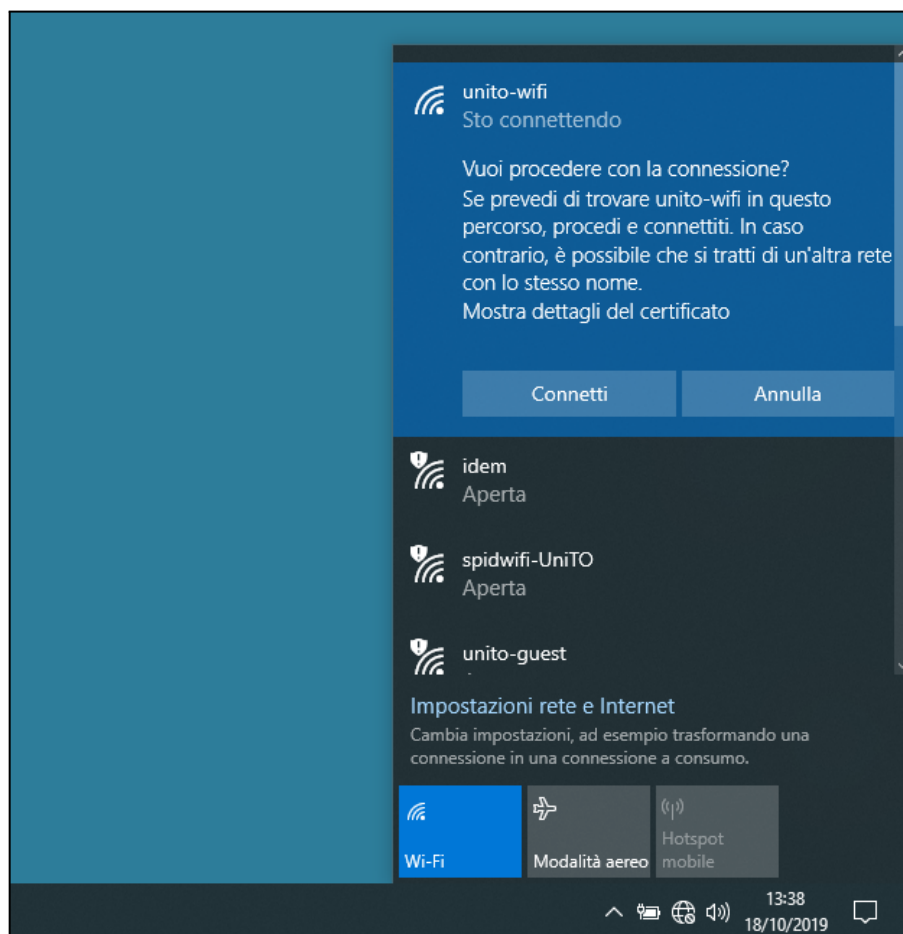 unito-wifi
Sto connettendo
Vuoi procedere con la connessione?
Se prevedi di trovare unito-wifi in questo
percorso, procedi e connettiti. In caso
contrario, è possibile che si tratti di un'altra rete
con lo stesso nome.
Mostra dettagli del certificato
Connetti Annulla
idem
Aperta
spidwifi-UniTO
Aperta
unito-guest
Impostazioni rete e Internet
Cambia impostazioni, ad esempio trasformando una
connessione in una connessione a consumo.
Wi-Fi
Modalità aereo
Hotspot
mobile
13:38
18/10/2019